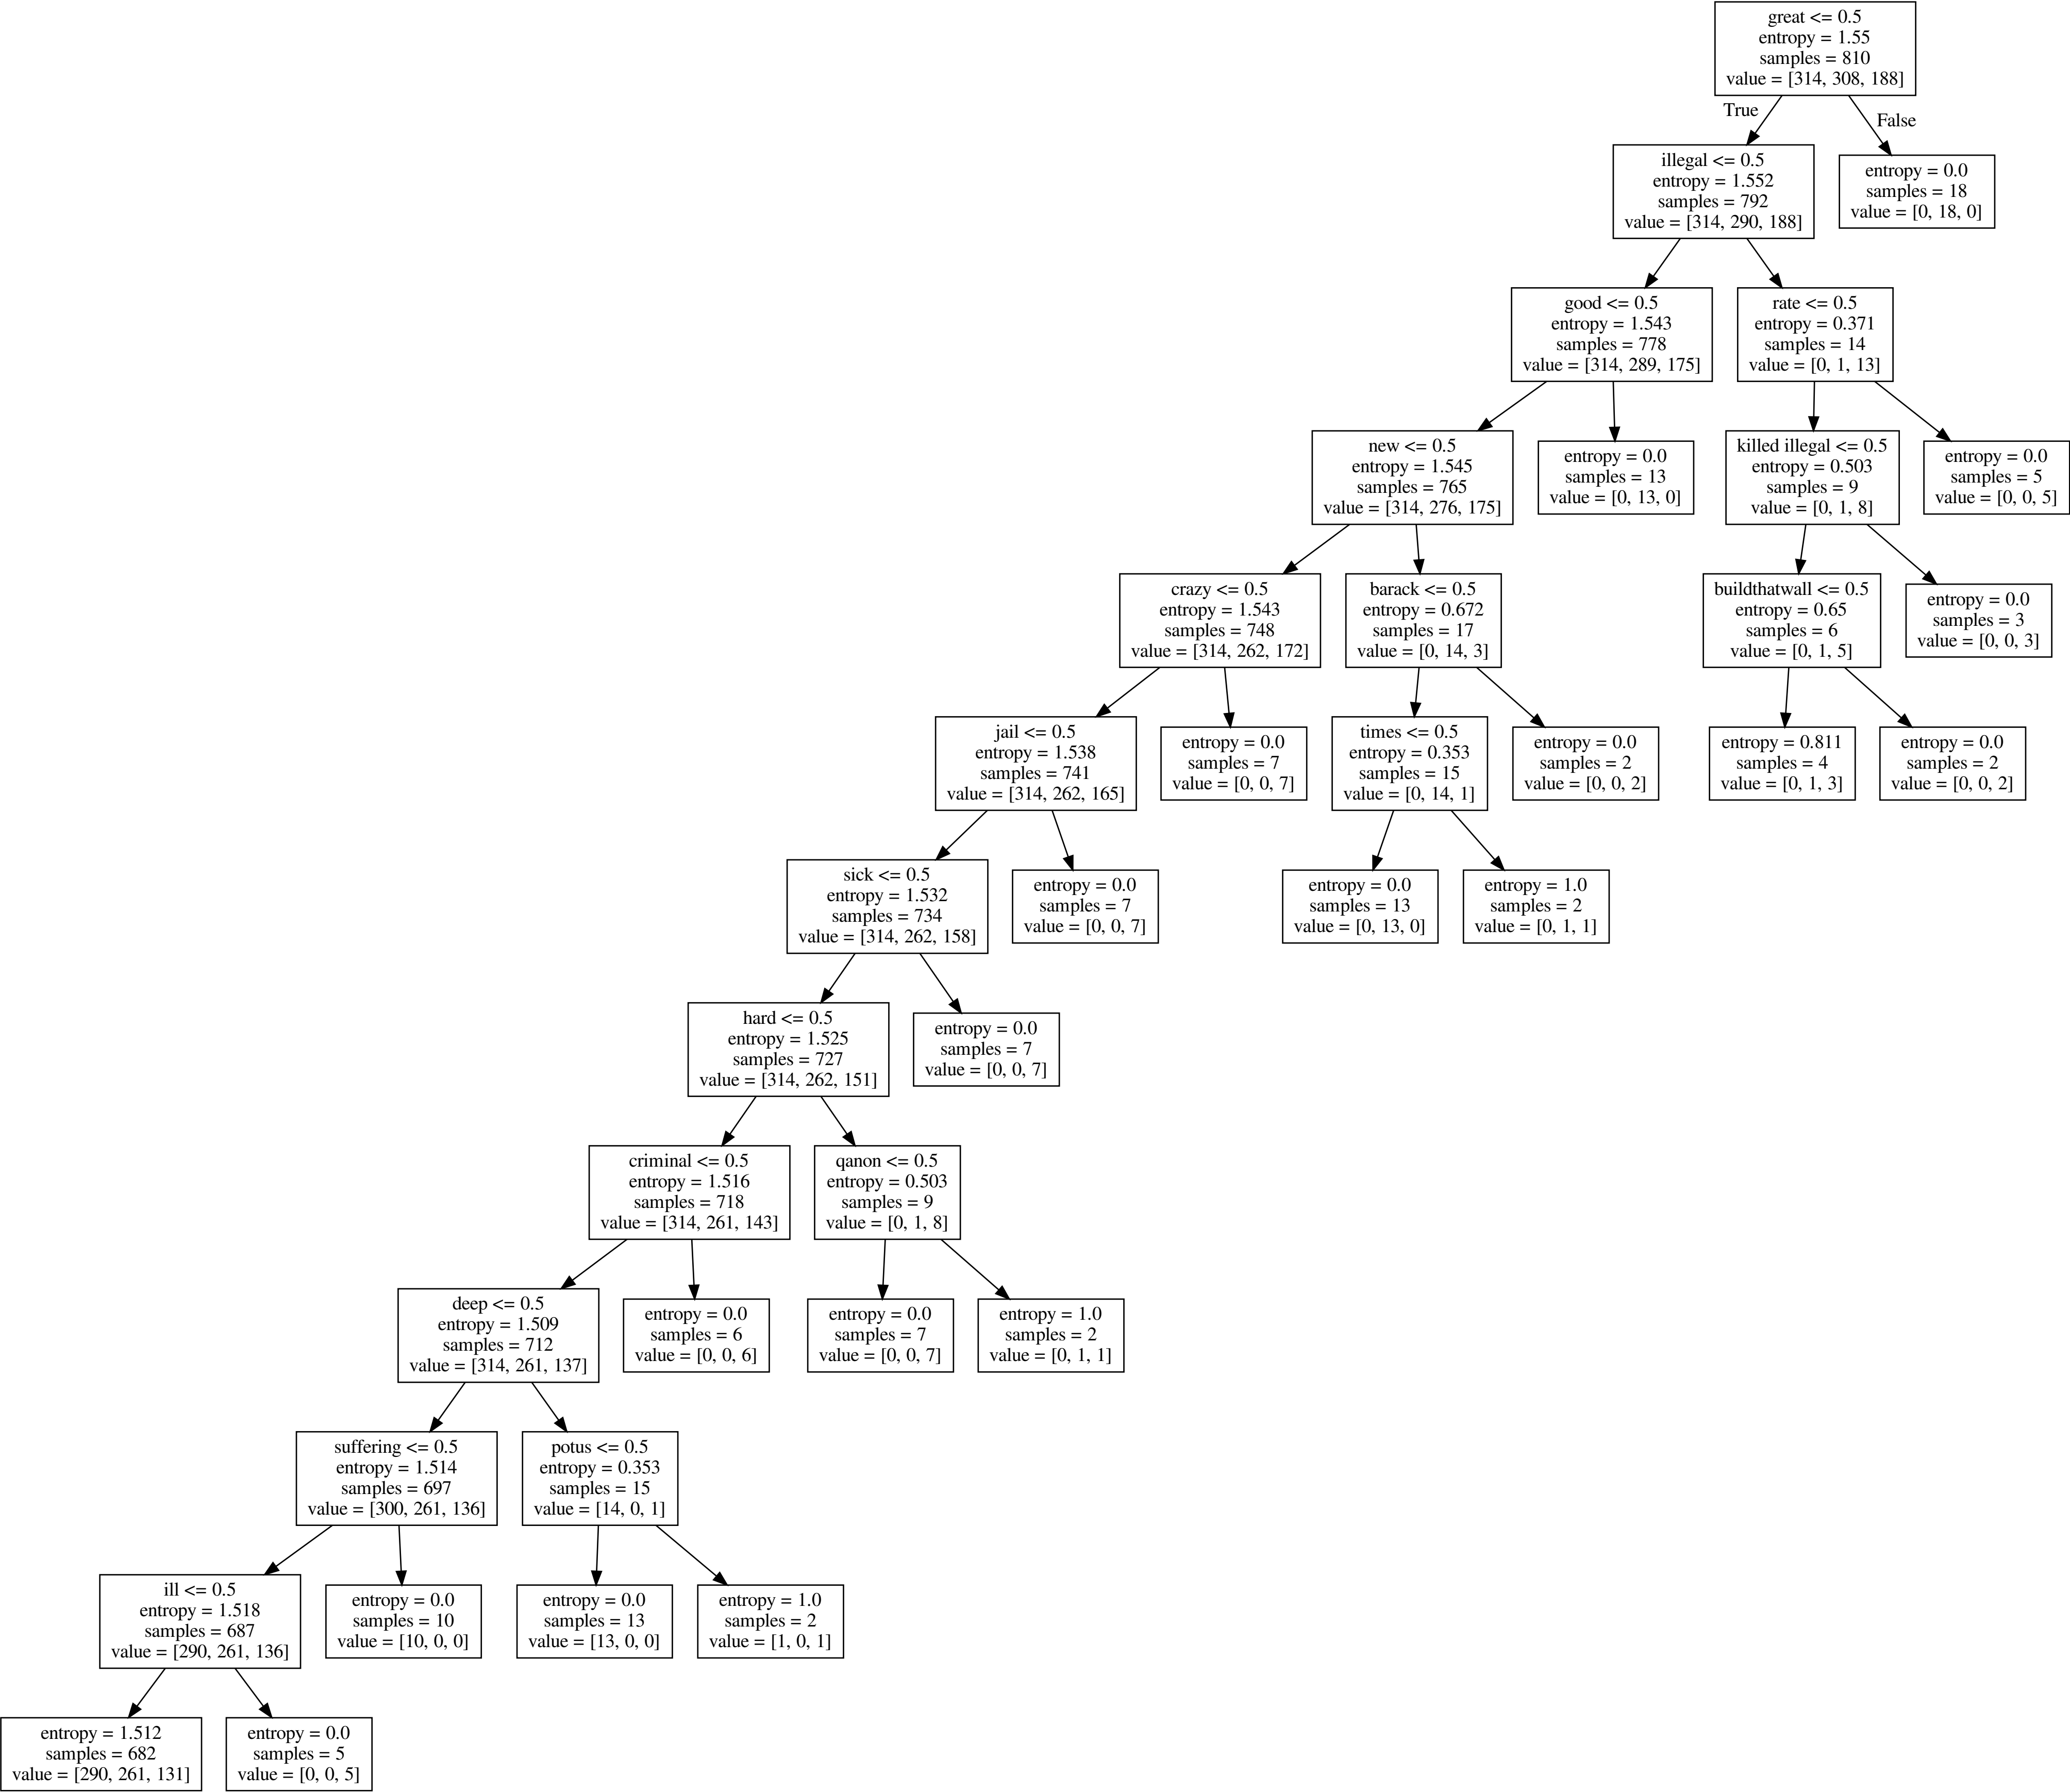 great <= 0.5
entropy = 1.55
samples = 810
value = [314, 308, 188]
True
False
illegal <= 0.5
entropy = 1.552
samples = 792
value = [314, 290, 188]
entropy = 0.0
samples = 18
value = [0, 18, 0]
good <= 0.5
entropy = 1.543
samples = 778
value = [314, 289, 175]
rate <= 0.5
entropy = 0.371
samples = 14
value = [0, 1, 13]
new <= 0.5
entropy = 1.545
samples = 765
value = [314, 276, 175]
entropy = 0.0
samples = 13
value = [0, 13, 0]
killed illegal <= 0.5
entropy = 0.503
samples = 9
value = [0, 1, 8]
entropy = 0.0
samples = 5
value = [0, 0, 5]
crazy <= 0.5
entropy = 1.543
samples = 748
value = [314, 262, 172]
barack <= 0.5
entropy = 0.672
samples = 17
value = [0, 14, 3]
buildthatwall <= 0.5
entropy = 0.65
samples = 6
value = [0, 1, 5]
entropy = 0.0
samples = 3
value = [0, 0, 3]
jail <= 0.5
entropy = 1.538
samples = 741
value = [314, 262, 165]
entropy = 0.0
samples = 7
value = [0, 0, 7]
times <= 0.5
entropy = 0.353
samples = 15
value = [0, 14, 1]
entropy = 0.0
samples = 2
value = [0, 0, 2]
entropy = 0.811
samples = 4
value = [0, 1, 3]
entropy = 0.0
samples = 2
value = [0, 0, 2]
sick <= 0.5
entropy = 1.532
samples = 734
value = [314, 262, 158]
entropy = 0.0
samples = 7
value = [0, 0, 7]
entropy = 0.0
samples = 13
value = [0, 13, 0]
entropy = 1.0
samples = 2
value = [0, 1, 1]
hard <= 0.5
entropy = 1.525
samples = 727
value = [314, 262, 151]
entropy = 0.0
samples = 7
value = [0, 0, 7]
criminal <= 0.5
entropy = 1.516
samples = 718
value = [314, 261, 143]
qanon <= 0.5
entropy = 0.503
samples = 9
value = [0, 1, 8]
deep <= 0.5
entropy = 1.509
samples = 712
value = [314, 261, 137]
entropy = 0.0
samples = 6
value = [0, 0, 6]
entropy = 0.0
samples = 7
value = [0, 0, 7]
entropy = 1.0
samples = 2
value = [0, 1, 1]
suffering <= 0.5
entropy = 1.514
samples = 697
value = [300, 261, 136]
potus <= 0.5
entropy = 0.353
samples = 15
value = [14, 0, 1]
ill <= 0.5
entropy = 1.518
samples = 687
value = [290, 261, 136]
entropy = 0.0
samples = 10
value = [10, 0, 0]
entropy = 0.0
samples = 13
value = [13, 0, 0]
entropy = 1.0
samples = 2
value = [1, 0, 1]
entropy = 1.512
samples = 682
value = [290, 261, 131]
entropy = 0.0
samples = 5
value = [0, 0, 5]